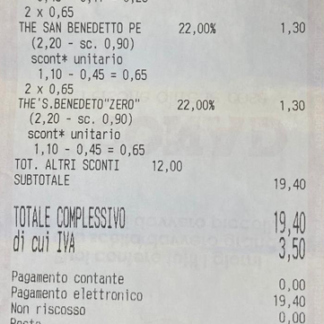 2 x 0,65
THE SAN BENEDETTO PE 22,00% 1,30
(2,20 - sc. 0,90)
scont* unitario
1,10 - 0,45 = 0,65
2 x 0,65
THE'S.BENEDETO"ZERO" 22,00% 1,30
(2,20 - sc. 0,90)
scont* unitario
1,10 - 0,45 = 0,65
TOT. ALTRI SCONTI 12,00
SUBTOTALE 19,40
TOTALE COMPLESSIVO 19,40
di cui IVA 3,50
Pagamento contante 0,00
Pagamento elettronico 19,40
Non riscosso 0,00